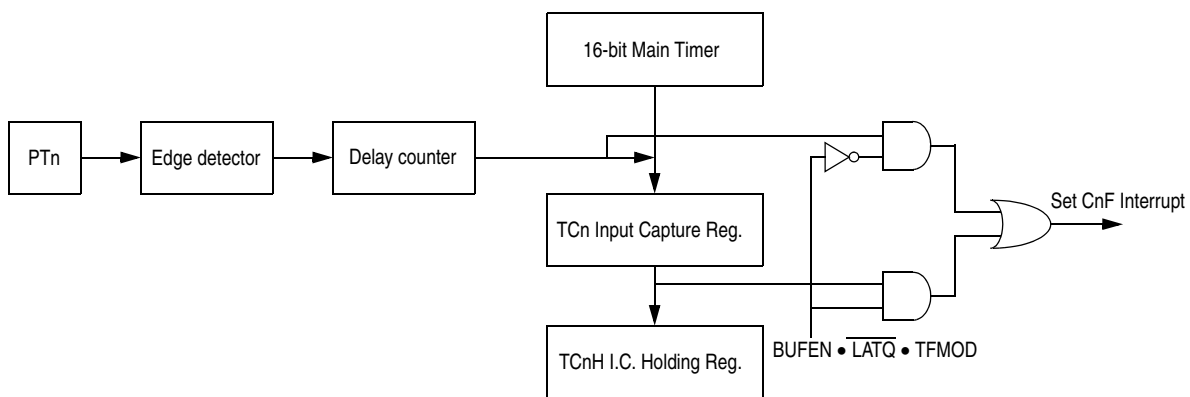 16-bit Main Timer
PTn
Edge detector
Delay counter
TCn Input Capture Reg.
Set CnF Interrupt
TCnH I.C. Holding Reg.
BUFEN • L̅A̅T̅Q̅ • TFMOD